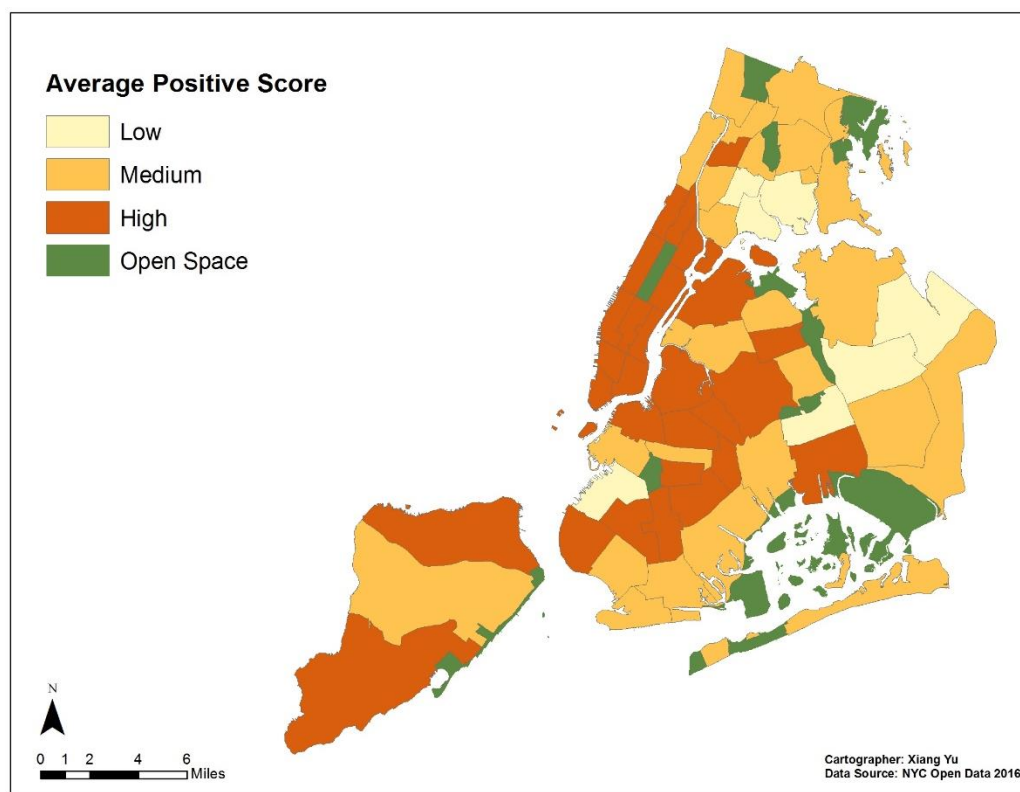 Average Positive Score
Low
Medium
High
Open Space
N
0 1 2 4 6
Miles
Cartographer: Xiang Yu
Data Source: NYC Open Data 2016